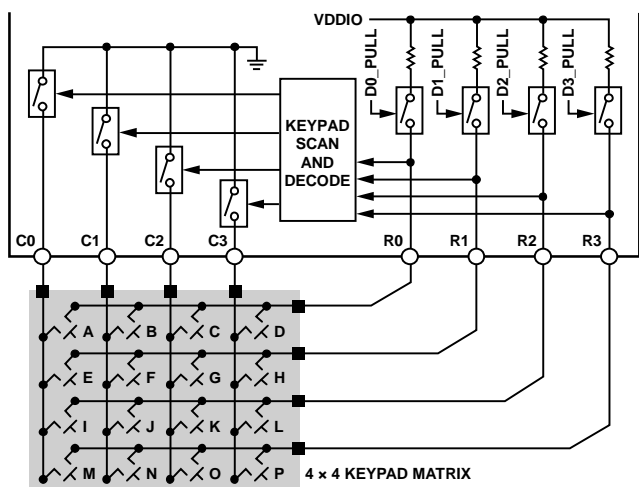 VDDIO
D0_PULL
D1_PULL
D2_PULL
D3_PULL
KEYPAD
SCAN
AND
DECODE
C0 C1 C2 C3 R0 R1 R2 R3
A B C D
E F G H
I J K L
M N O P
4 × 4 KEYPAD MATRIX